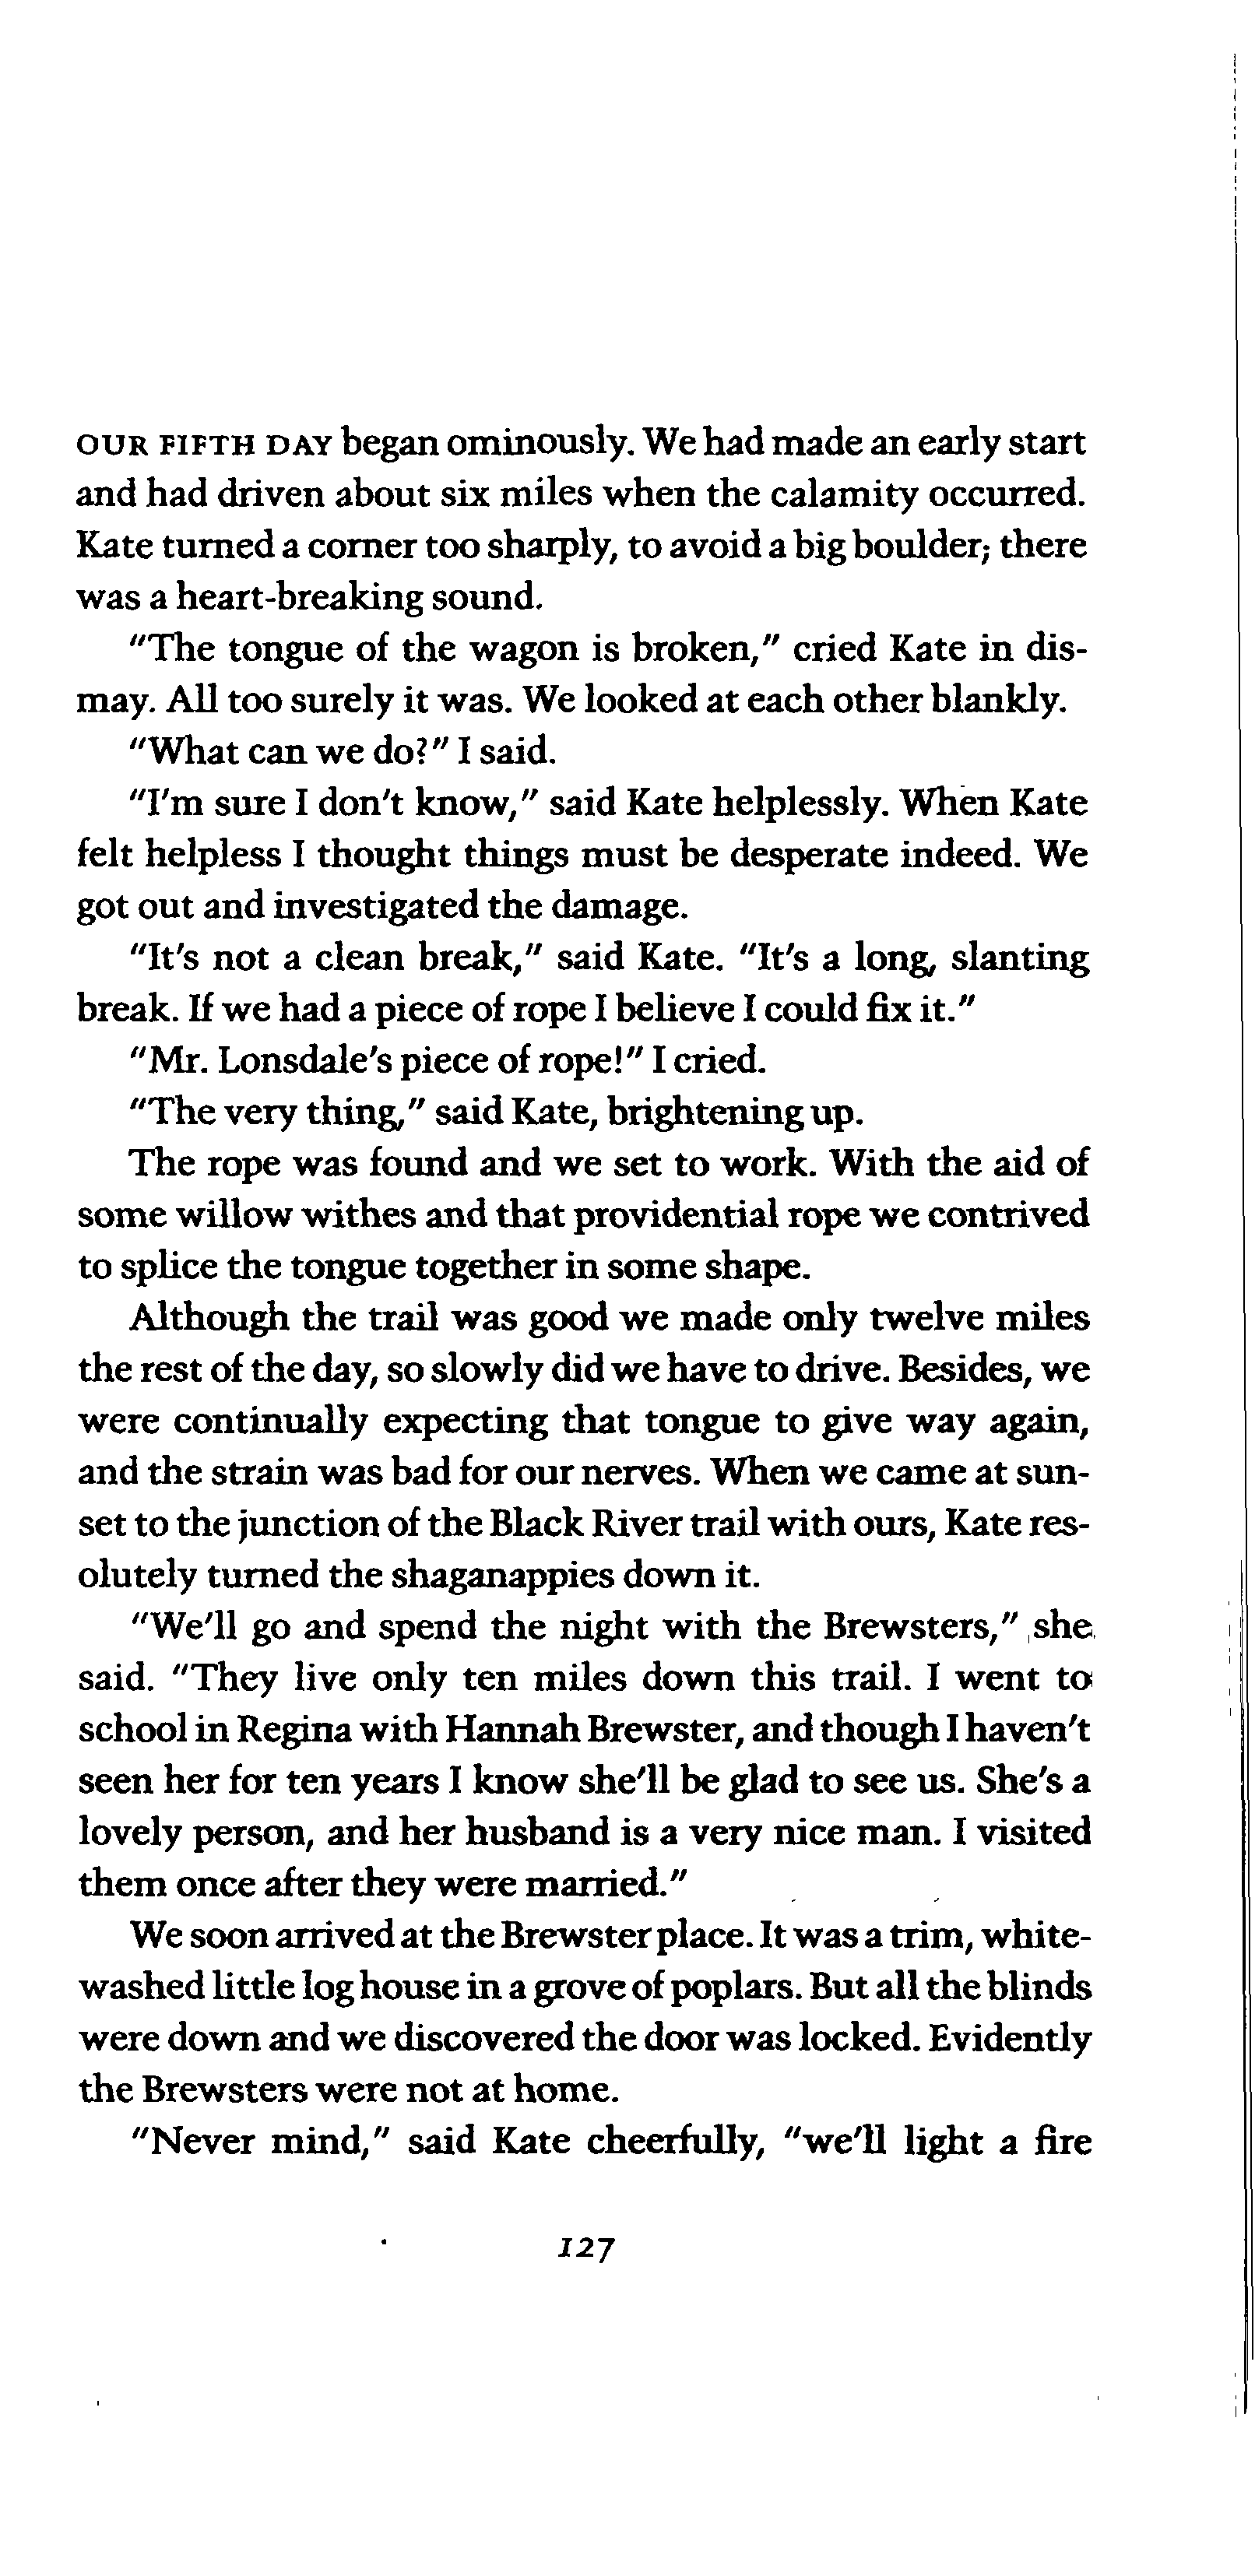 OUR FIFTH DAY began ominously. We had made an early start
and had driven about six miles when the calamity occurred.
Kate turned a corner too sharply, to avoid a big boulder; there
was a heart-breaking sound.
"The tongue of the wagon is broken," cried Kate in dis-
may. All too surely it was. We looked at each other blankly.
"What can we do?" I said.
"I'm sure I don't know," said Kate helplessly. When Kate
felt helpless I thought things must be desperate indeed. We
got out and investigated the damage.
"It's not a clean break," said Kate. "It's a long, slanting
break. If we had a piece of rope I believe I could fix it."
"Mr. Lonsdale's piece of rope!" I cried.
"The very thing," said Kate, brightening up.
The rope was found and we set to work. With the aid of
some willow withes and that providential rope we contrived
to splice the tongue together in some shape.
Although the trail was good we made only twelve miles
the rest of the day, so slowly did we have to drive. Besides, we
were continually expecting that tongue to give way again,
and the strain was bad for our nerves. When we came at sun-
set to the junction of the Black River trail with ours, Kate res-
olutely turned the shaganappies down it.
"We'll go and spend the night with the Brewsters," she
said. "They live only ten miles down this trail. I went to
school in Regina with Hannah Brewster, and though I haven't
seen her for ten years I know she'll be glad to see us. She's a
lovely person, and her husband is a very nice man. I visited
them once after they were married."
We soon arrived at the Brewster place. It was a trim, white-
washed little log house in a grove of poplars. But all the blinds
were down and we discovered the door was locked. Evidently
the Brewsters were not at home.
"Never mind," said Kate cheerfully, "we'll light a fire
127